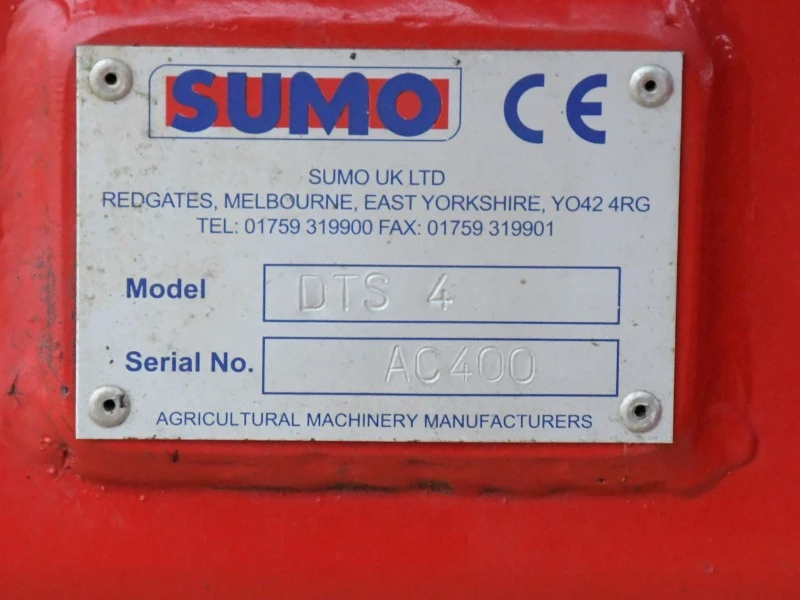 SUMO CE
SUMO UK LTD
REDGATES, MELBOURNE, EAST YORKSHIRE, YO42 4RG
TEL: 01759 319900 FAX: 01759 319901
Model DTS 4
Serial No. AC400
AGRICULTURAL MACHINERY MANUFACTURERS